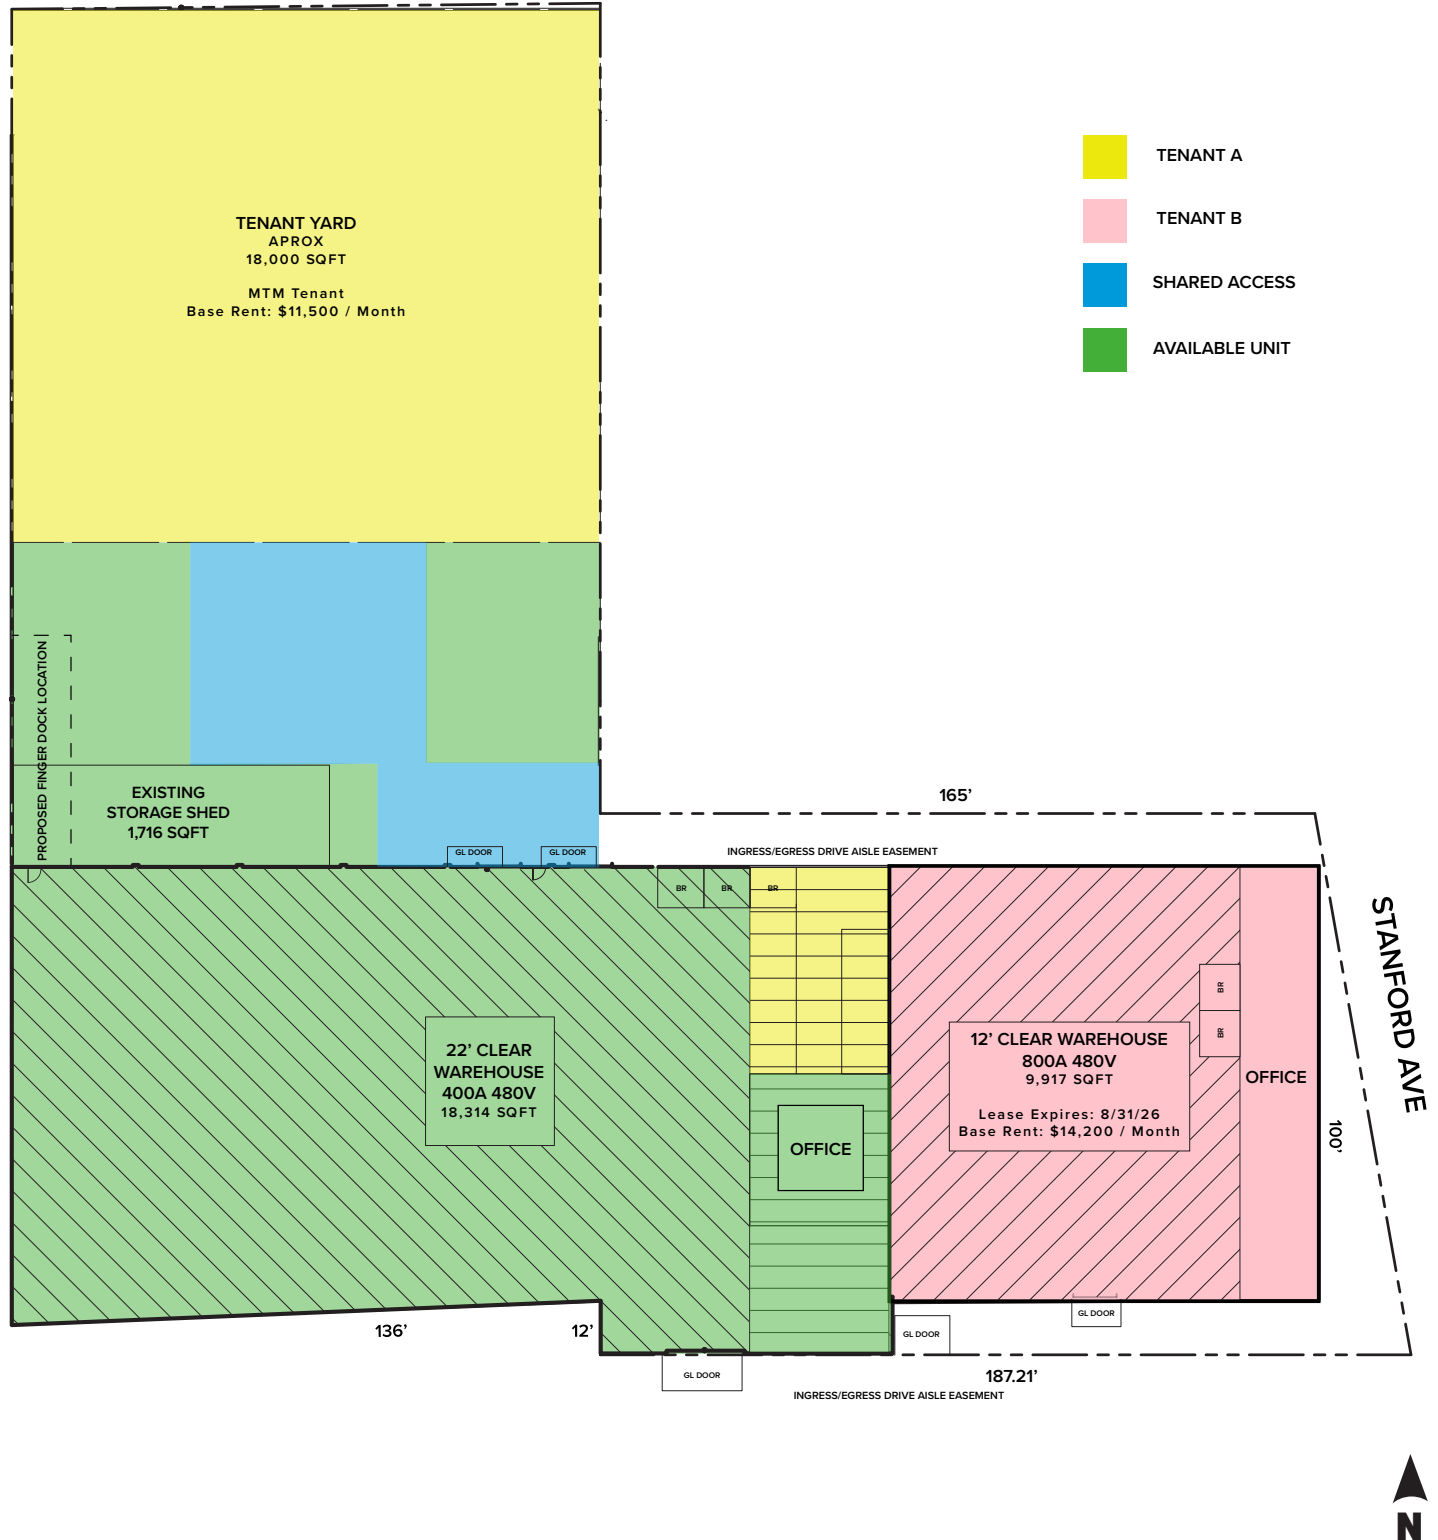 TENANT A
TENANT B
SHARED ACCESS
AVAILABLE UNIT
TENANT YARD
APROX
18,000 SQFT
MTM Tenant
Base Rent: $11,500 / Month
PROPOSED FINGER DOCK LOCATION
EXISTING
STORAGE SHED
1,716 SQFT
165’
GL DOOR
GL DOOR
INGRESS/EGRESS DRIVE AISLE EASEMENT
BR
BR
BR
22’ CLEAR
WAREHOUSE
400A 480V
18,314 SQFT
OFFICE
12’ CLEAR WAREHOUSE
800A 480V
9,917 SQFT
Lease Expires: 8/31/26
Base Rent: $14,200 / Month
BR
BR
OFFICE
STANFORD AVE
100’
136’
12’
GL DOOR
GL DOOR
GL DOOR
187.21’
INGRESS/EGRESS DRIVE AISLE EASEMENT
N